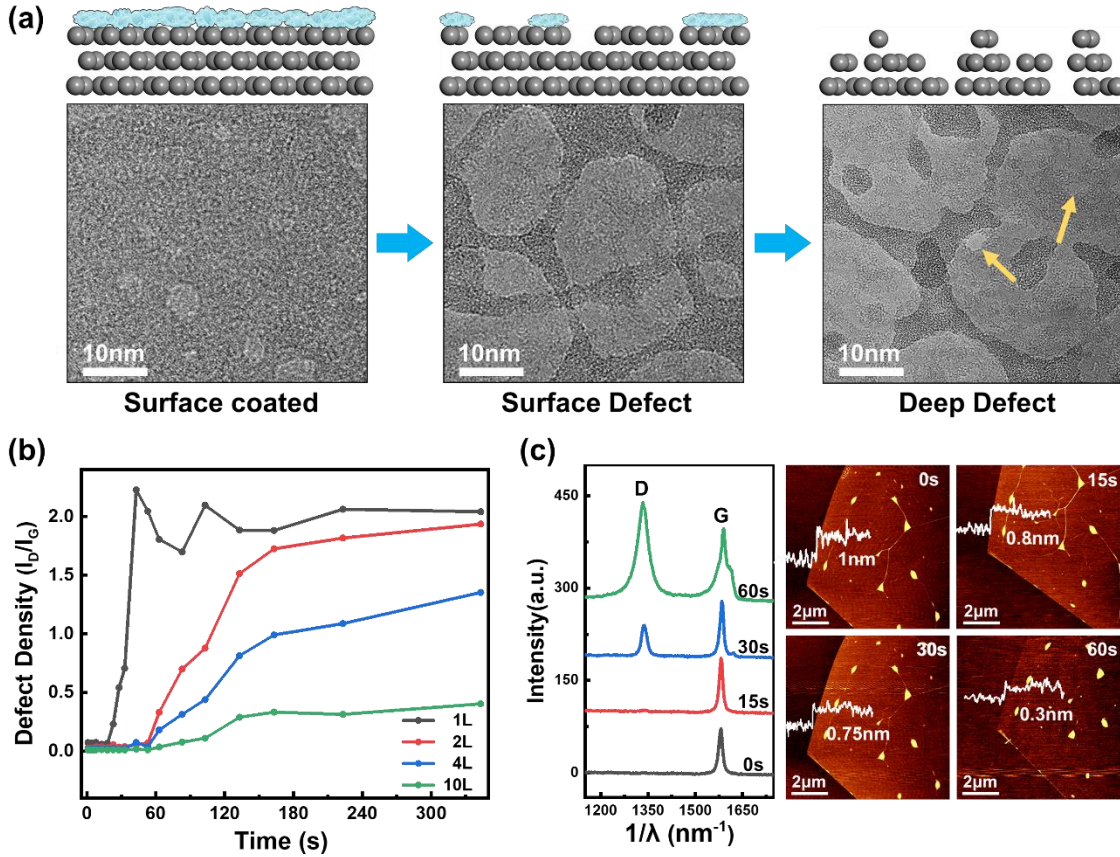 (a)
10nm
10nm
10nm
Surface coated
Surface Defect
Deep Defect
(b)
Defect Density (I_D/I_G)
2.0
1.5
1.0
0.5
0.0
1L
2L
4L
10L
0
60
120
180
240
300
Time (s)
(c)
Intensity(a.u.)
450
300
150
0
D
G
60s
30s
15s
0s
1200
1350
1500
1650
1/λ (nm⁻¹)
0s
1nm
2μm
15s
0.8nm
2μm
30s
0.75nm
2μm
60s
0.3nm
2μm